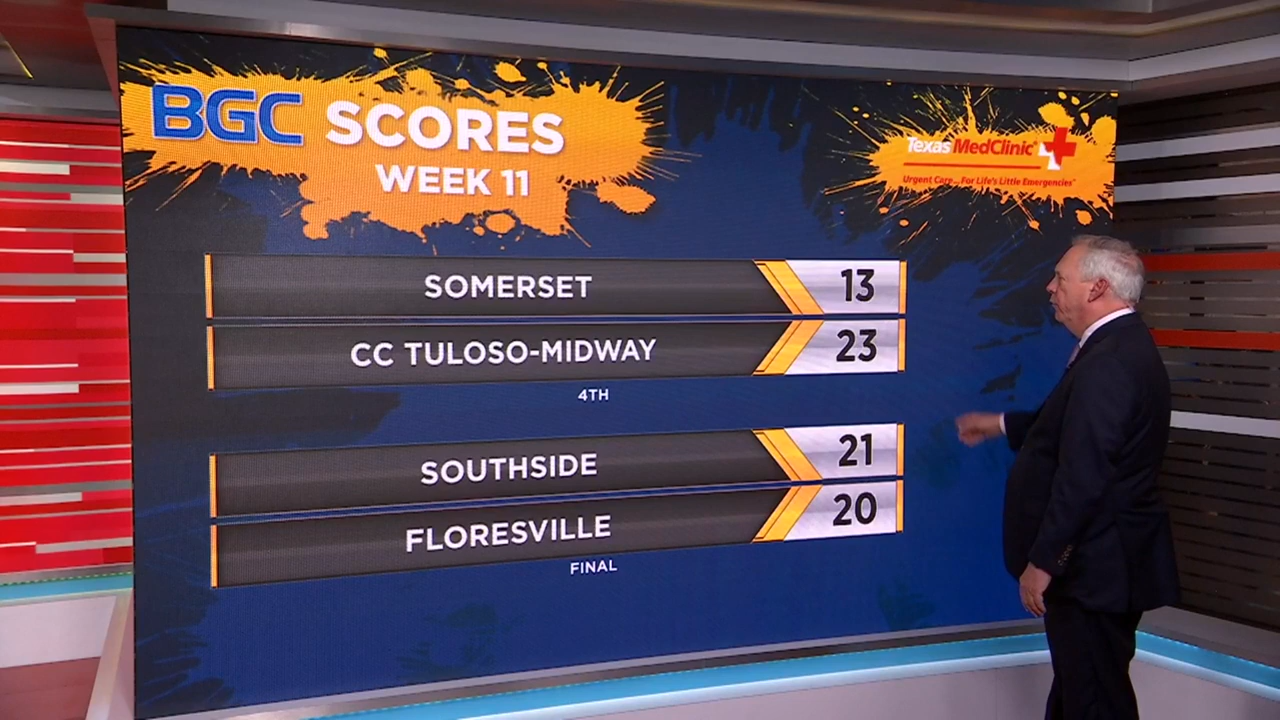 BGC SCORES
WEEK 11
Texas MedClinic
Urgent Care... For Life's Little Emergencies
SOMERSET 13
CC TULOSO-MIDWAY 23
4TH
SOUTHSIDE 21
FLORESVILLE 20
FINAL